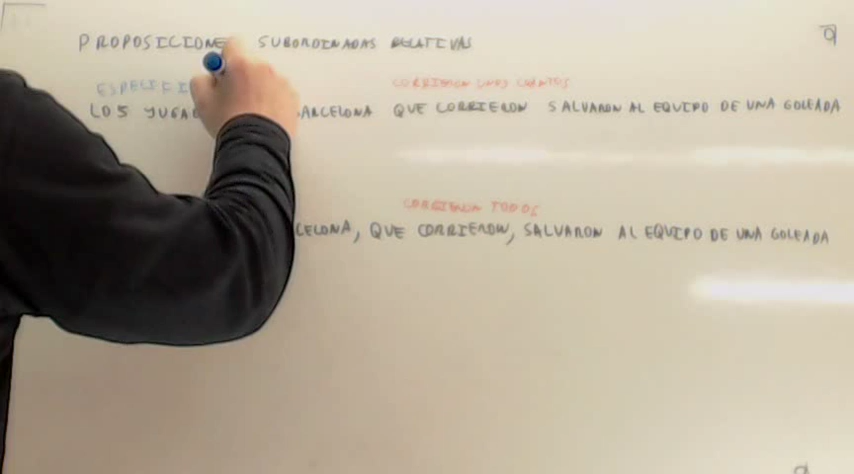 PROPOSICIONE SUBORDINADAS RELATIVAS
ESPECIFI
CORRIERON UNOS CUANTOS
LOS JUGA ARCELONA QUE CORRIERON SALVARON AL EQUIPO DE UNA GOLEADA
CORRIERON TODOS
CELONA, QUE CORRIERON, SALVARON AL EQUIPO DE UNA GOLEADA